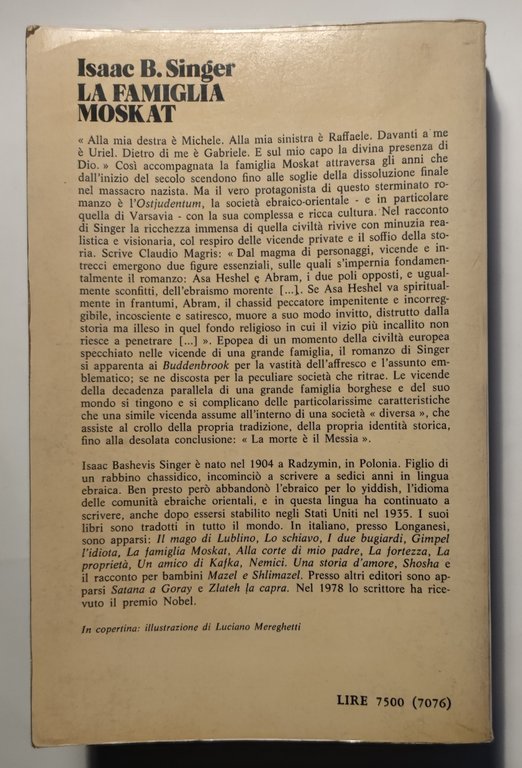 Isaac B. Singer
LA FAMIGLIA
MOSKAT
« Alla mia destra è Michele. Alla mia sinistra è Raffaele. Davanti a me
è Uriel. Dietro di me è Gabriele. E sul mio capo la divina presenza di
Dio. » Così accompagnata la famiglia Moskat attraversa gli anni che
dall'inizio del secolo scendono fino alle soglie della dissoluzione finale
nel massacro nazista. Ma il vero protagonista di questo sterminato ro-
manzo è l'Ostjudentum, la società ebraico-orientale - e in particolare
quella di Varsavia - con la sua complessa e ricca cultura. Nel racconto
di Singer la ricchezza immensa di quella civiltà rivive con minuzia rea-
listica e visionaria, col respiro delle vicende private e il soffio della sto-
ria. Scrive Claudio Magris: « Dal magma di personaggi, vicende e in-
trecci emergono due figure essenziali, sulle quali s'impernia fondamen-
talmente il romanzo: Asa Heshel e Abram, i due poli opposti, e ugual-
mente sconfitti, dell'ebraismo morente [...]. Se Asa Heshel va spiritual-
mente in frantumi, Abram, il chassid peccatore impenitente e incorreg-
gibile, incosciente e satiresco, muore a suo modo invitto, distrutto dalla
storia ma illeso in quel fondo religioso in cui il vizio più incallito non
riesce a penetrare [...] ». Epopea di un momento della civiltà europea
specchiato nelle vicende di una grande famiglia, il romanzo di Singer
si apparenta ai Buddenbrook per la vastità dell'affresco e l'assunto em-
blematico; se ne discosta per la peculiare società che ritrae. Le vicende
della decadenza parallela di una grande famiglia borghese e del suo
mondo si tingono e si complicano delle particolarissime caratteristiche
che una simile vicenda assume all'interno di una società « diversa », che
assiste al crollo della propria tradizione, della propria identità storica,
fino alla desolata conclusione: « La morte è il Messia ».
Isaac Bashevis Singer è nato nel 1904 a Radzymin, in Polonia. Figlio di
un rabbino chassidico, incominciò a scrivere a sedici anni in lingua
ebraica. Ben presto però abbandonò l'ebraico per lo yiddish, l'idioma
delle comunità ebraiche orientali, e in questa lingua ha continuato a
scrivere, anche dopo essersi stabilito negli Stati Uniti nel 1935. I suoi
libri sono tradotti in tutto il mondo. In italiano, presso Longanesi,
sono apparsi: Il mago di Lublino, Lo schiavo, I due bugiardi, Gimpel
l'idiota, La famiglia Moskat, Alla corte di mio padre, La fortezza, La
proprietà, Un amico di Kafka, Nemici. Una storia d'amore, Shosha e
il racconto per bambini Mazel e Shlimazel. Presso altri editori sono ap-
parsi Satana a Goray e Zlateh la capra. Nel 1978 lo scrittore ha rice-
vuto il premio Nobel.
In copertina: illustrazione di Luciano Mereghetti
LIRE 7500 (7076)